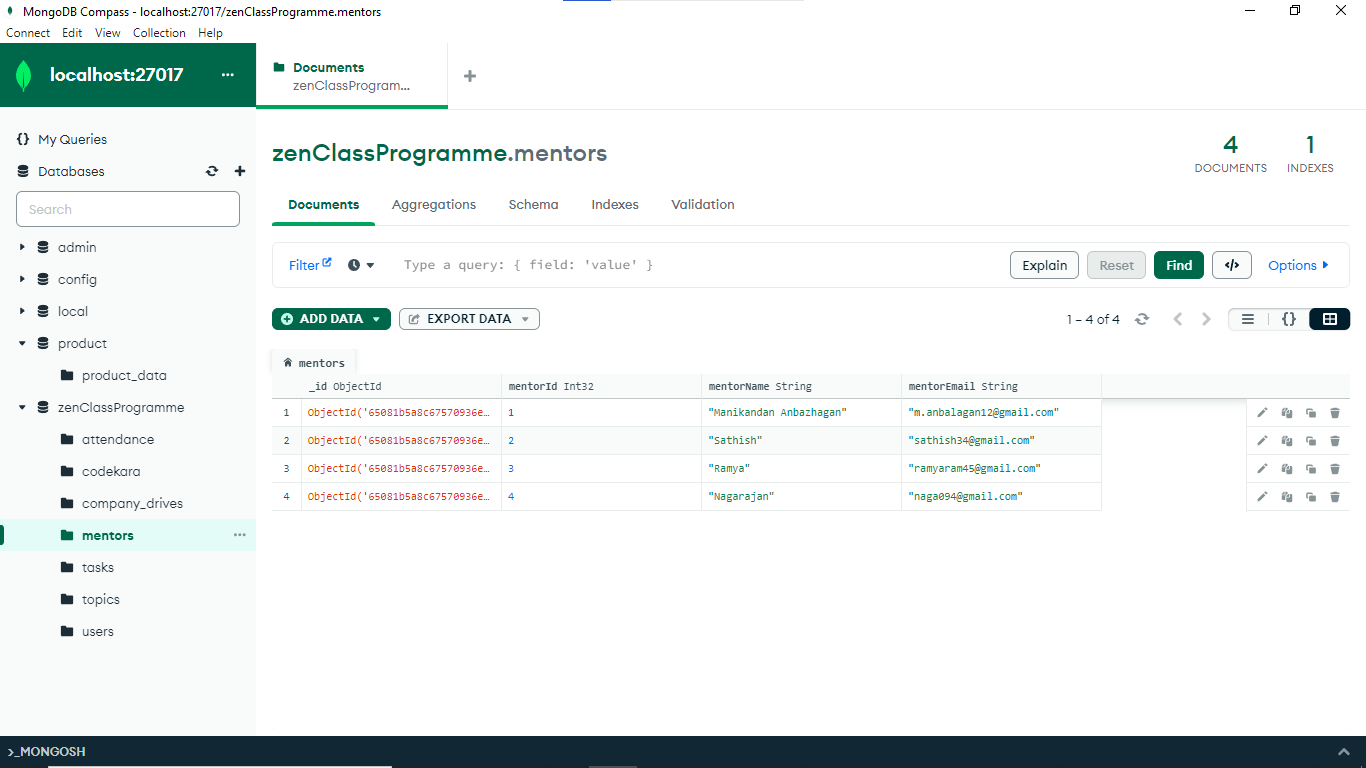 MongoDB Compass - localhost:27017/zenClassProgramme.mentors
Connect Edit View Collection Help
localhost:27017 ...
Documents
zenClassProgram...
My Queries
Databases
Search
admin
config
local
product
product_data
zenClassProgramme
attendance
codekara
company_drives
mentors
tasks
topics
users
zenClassProgramme.mentors
4 DOCUMENTS
1 INDEXES
Documents Aggregations Schema Indexes Validation
Filter Type a query: { field: 'value' } Explain Reset Find </> Options
ADD DATA EXPORT DATA 1 – 4 of 4 {}
mentors
_id ObjectId mentorId Int32 mentorName String mentorEmail String
1 ObjectId('65081b5a8c67570936e... 1 "Manikandan Anbazhagan" "m.anbalagan12@gmail.com"
2 ObjectId('65081b5a8c67570936e... 2 "Sathish" "sathish34@gmail.com"
3 ObjectId('65081b5a8c67570936e... 3 "Ramya" "ramyaram45@gmail.com"
4 ObjectId('65081b5a8c67570936e... 4 "Nagarajan" "naga094@gmail.com"
>_MONGOSH